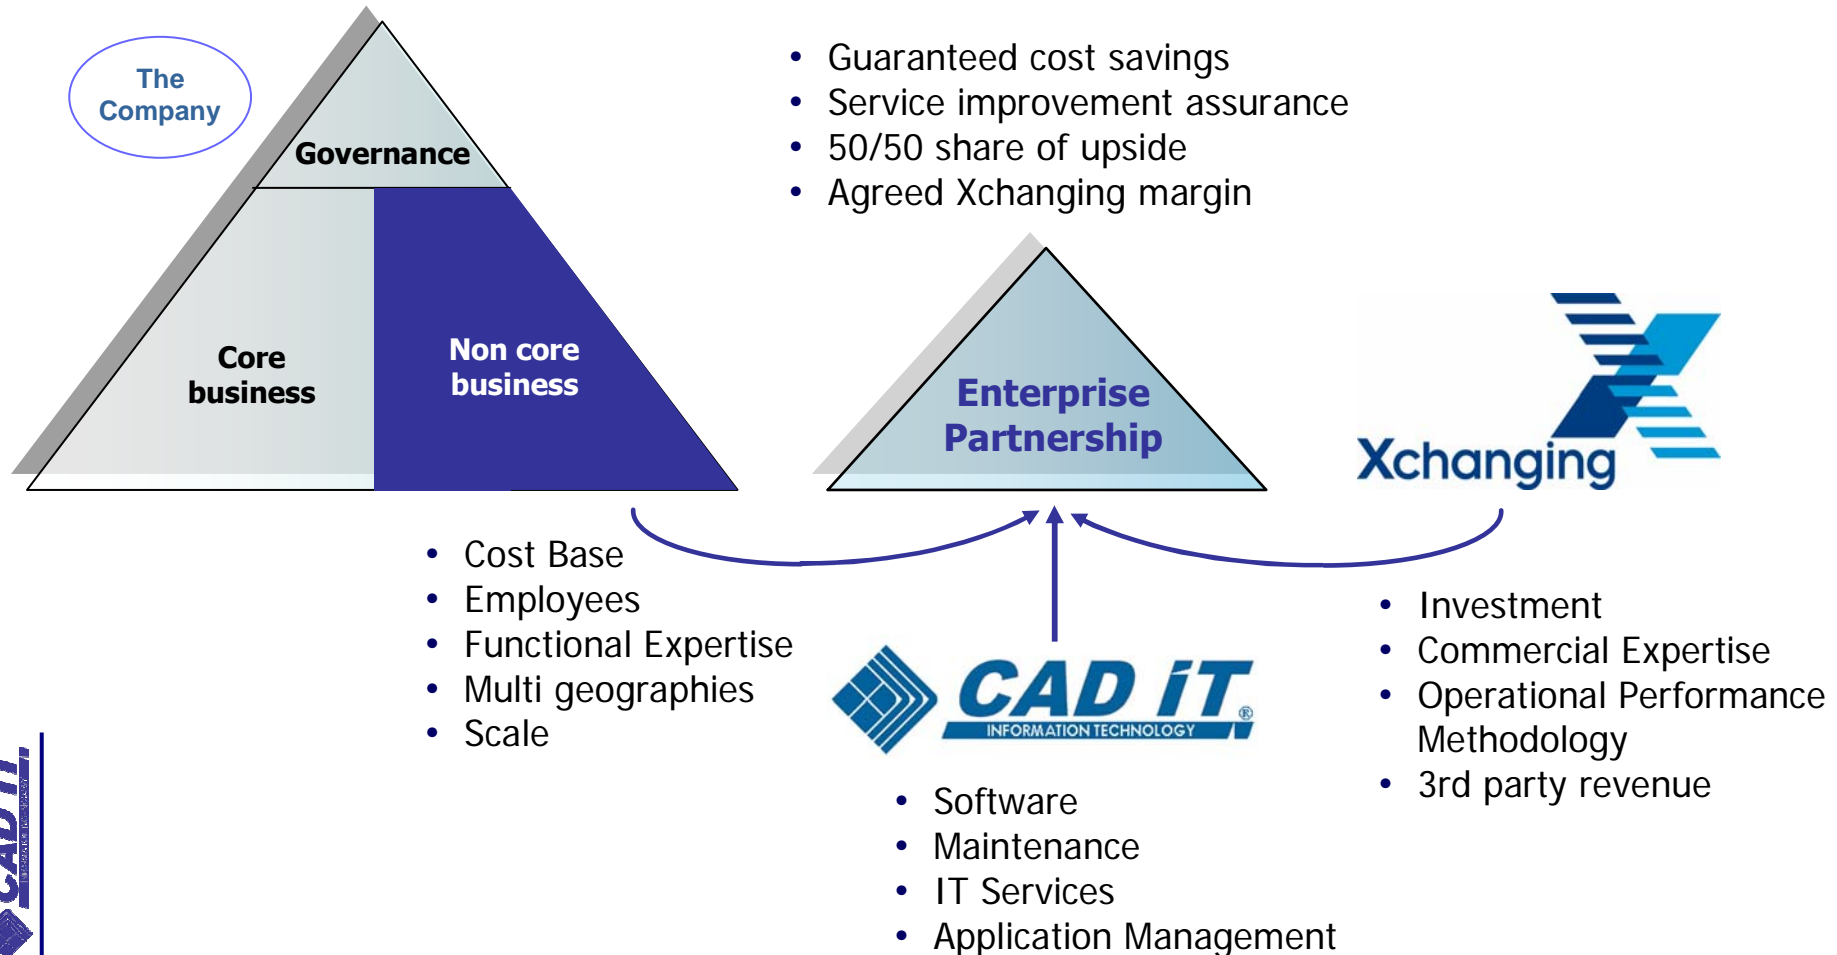 The
Company
Governance
Core
business
Non core
business
• Guaranteed cost savings
• Service improvement assurance
• 50/50 share of upside
• Agreed Xchanging margin
Enterprise
Partnership
Xchanging
• Cost Base
• Employees
• Functional Expertise
• Multi geographies
• Scale
CAD iT®
INFORMATION TECHNOLOGY
• Software
• Maintenance
• IT Services
• Application Management
• Investment
• Commercial Expertise
• Operational Performance
Methodology
• 3rd party revenue
CAD iT